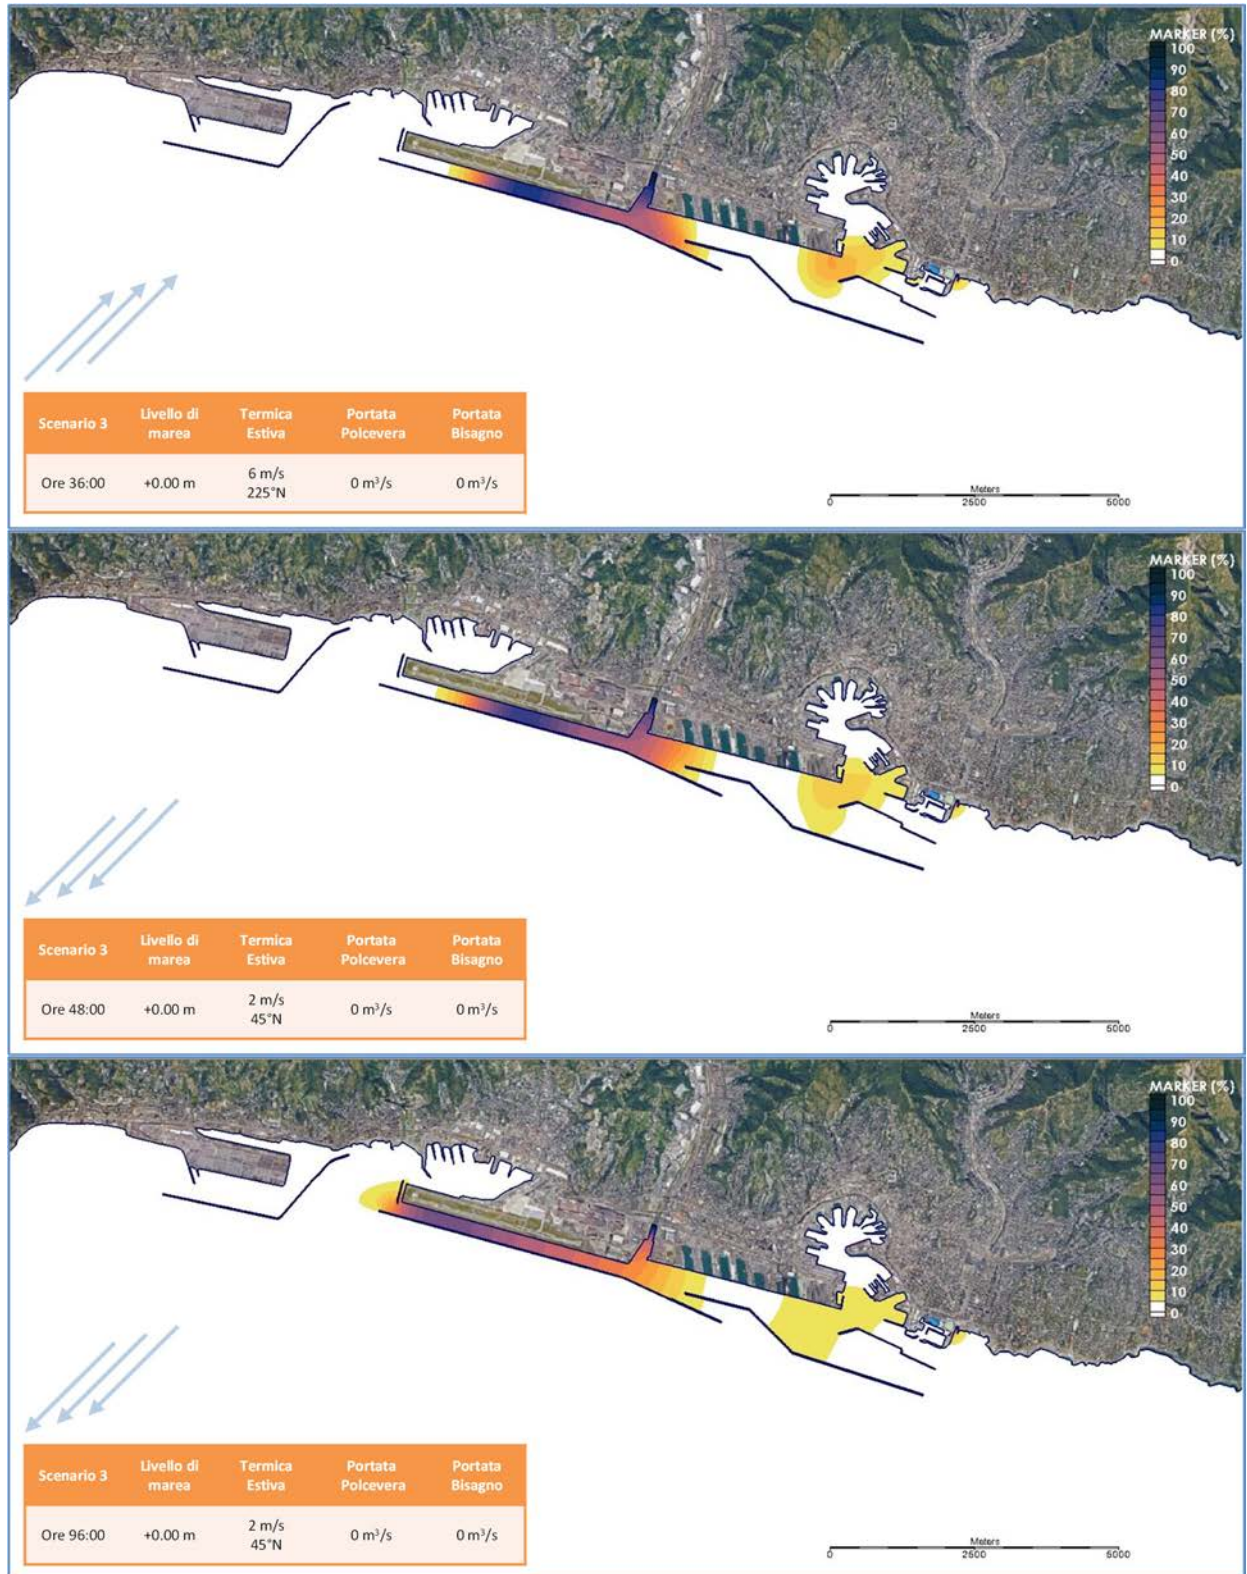 MARKER (%)
100
90
80
70
60
50
40
30
20
10
0
Scenario 3
Livello di marea
Termica Estiva
Portata Polcevera
Portata Bisagno
Ore 36:00
+0.00 m
6 m/s 225°N
0 m³/s
0 m³/s
Meters
0 2500 5000
MARKER (%)
100
90
80
70
60
50
40
30
20
10
0
Scenario 3
Livello di marea
Termica Estiva
Portata Polcevera
Portata Bisagno
Ore 48:00
+0.00 m
2 m/s 45°N
0 m³/s
0 m³/s
Meters
0 2500 5000
MARKER (%)
100
90
80
70
60
50
40
30
20
10
0
Scenario 3
Livello di marea
Termica Estiva
Portata Polcevera
Portata Bisagno
Ore 96:00
+0.00 m
2 m/s 45°N
0 m³/s
0 m³/s
Meters
0 2500 5000